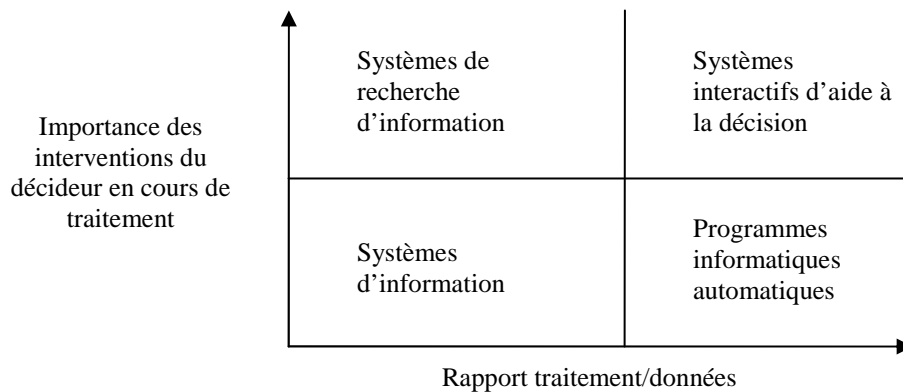 Importance des
interventions du
décideur en cours de
traitement
Systèmes de
recherche
d’information
Systèmes
interactifs d’aide à
la décision
Systèmes
d’information
Programmes
informatiques
automatiques
Rapport traitement/données